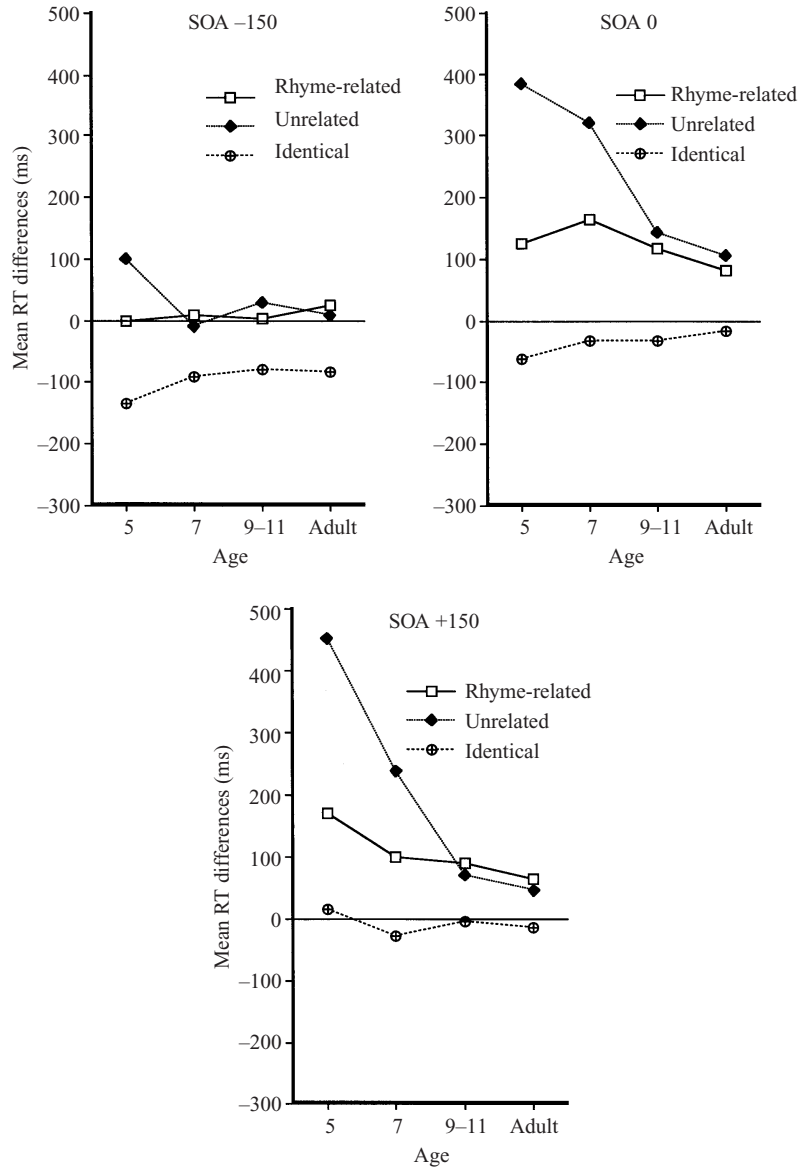 SOA –150
500
400
300
200
100
0
–100
–200
–300
Mean RT differences (ms)
Rhyme-related
Unrelated
Identical
5 7 9–11 Adult
Age
SOA 0
500
400
300
200
100
0
–100
–200
–300
Rhyme-related
Unrelated
Identical
5 7 9–11 Adult
Age
SOA +150
500
400
300
200
100
0
–100
–200
–300
Mean RT differences (ms)
Rhyme-related
Unrelated
Identical
5 7 9–11 Adult
Age